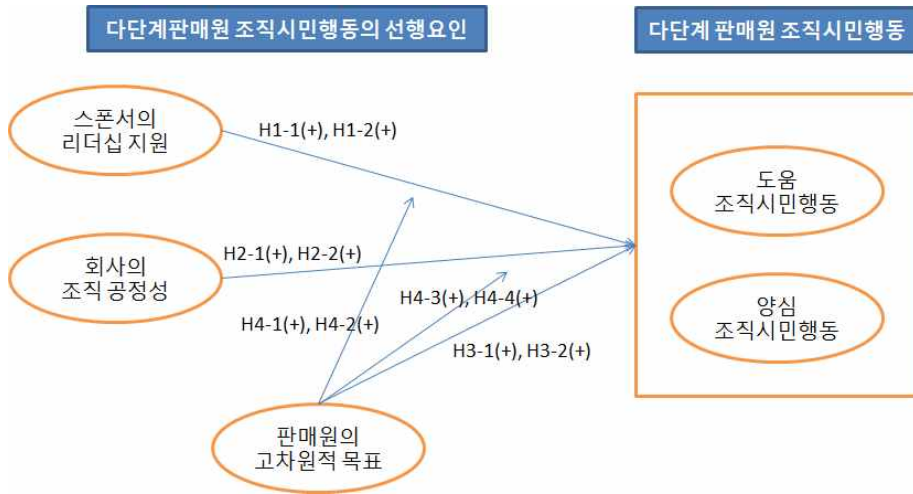 다단계판매원 조직시민행동의 선행요인
다단계 판매원 조직시민행동
스폰서의
리더십 지원
H1-1(+), H1-2(+)
도움
조직시민행동
회사의
조직 공정성
H2-1(+), H2-2(+)
H4-3(+), H4-4(+)
H4-1(+), H4-2(+)
양심
조직시민행동
H3-1(+), H3-2(+)
판매원의
고차원적 목표